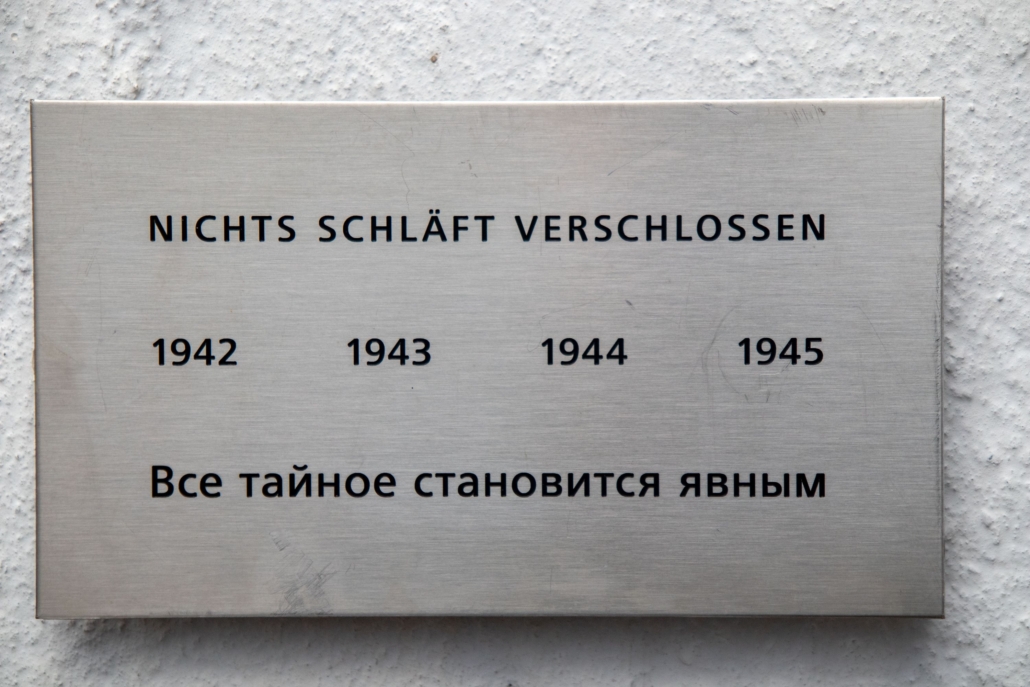 NICHTS SCHLÄFT VERSCHLOSSEN
1942 1943 1944 1945
Все тайное становится явным